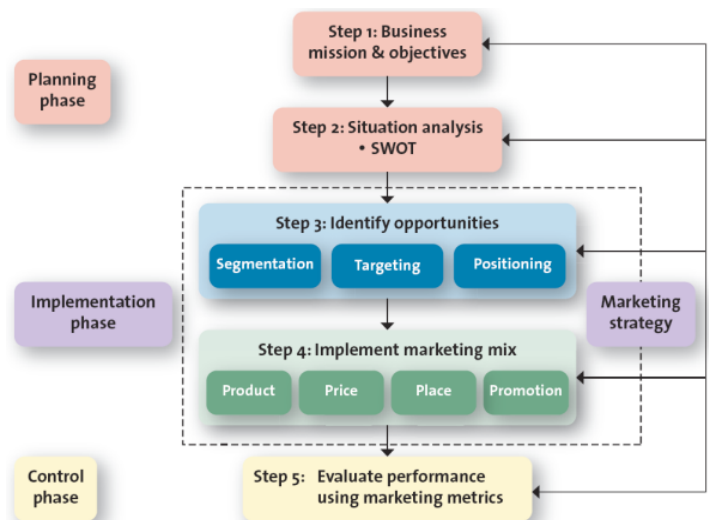 Step 1: Business
mission & objectives
Planning
phase
Step 2: Situation analysis
• SWOT
Step 3: Identify opportunities
Segmentation
Targeting
Positioning
Implementation
phase
Marketing
strategy
Step 4: Implement marketing mix
Product
Price
Place
Promotion
Control
phase
Step 5: Evaluate performance
using marketing metrics